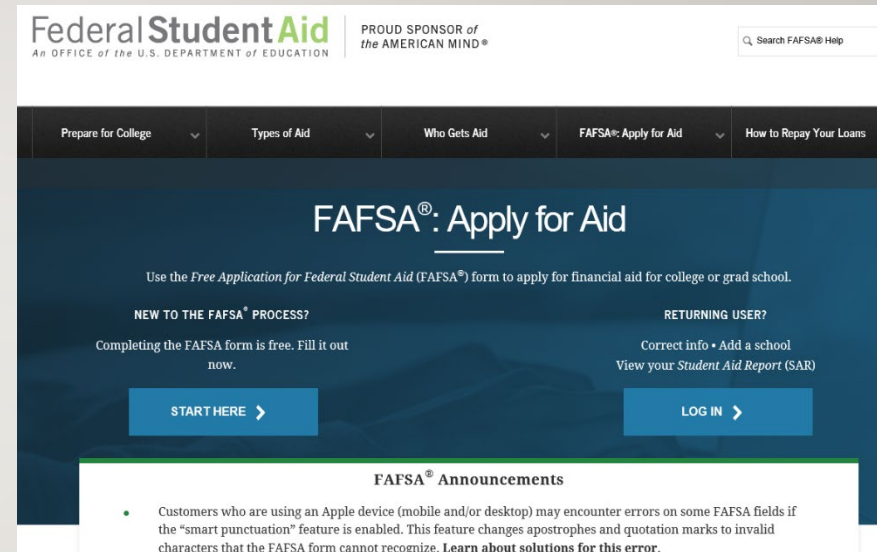 Federal Student Aid
An OFFICE of the U.S. DEPARTMENT of EDUCATION
PROUD SPONSOR of
the AMERICAN MIND®
Search FAFSA® Help
Prepare for College
Types of Aid
Who Gets Aid
FAFSA®: Apply for Aid
How to Repay Your Loans
FAFSA®: Apply for Aid
Use the Free Application for Federal Student Aid (FAFSA®) form to apply for financial aid for college or grad school.
NEW TO THE FAFSA® PROCESS?
Completing the FAFSA form is free. Fill it out
now.
START HERE
RETURNING USER?
Correct info • Add a school
View your Student Aid Report (SAR)
LOG IN
FAFSA® Announcements
• Customers who are using an Apple device (mobile and/or desktop) may encounter errors on some FAFSA fields if
the “smart punctuation” feature is enabled. This feature changes apostrophes and quotation marks to invalid
characters that the FAFSA form cannot recognize. Learn about solutions for this error.